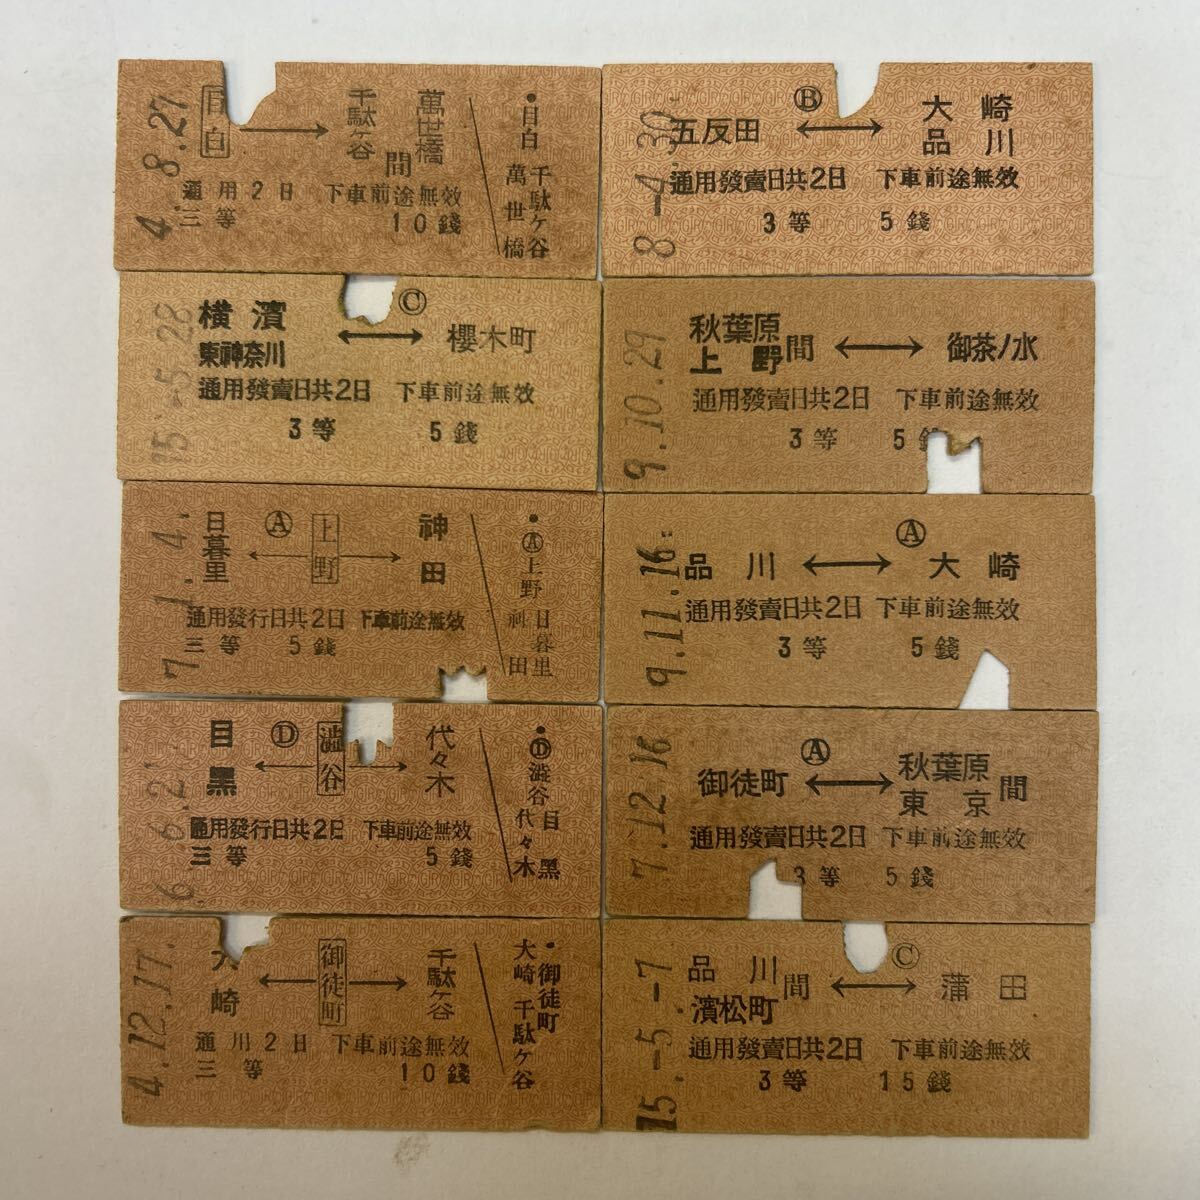 4.8.27
目白
千駄ヶ谷 萬世橋
間
通用2日 下車前途無效
三等 10錢
・目白 千駄ヶ谷 萬世橋
8-4.30
Ⓑ
五反田 ←→ 大崎
品川
通用發賣日共2日 下車前途無效
3等 5錢
15-5.28
Ⓒ
横濱
東神奈川 ←→ 櫻木町
通用發賣日共2日 下車前途無效
3等 5錢
9.10.29
秋葉原
上野 間 ←→ 御茶ノ水
通用發賣日共2日 下車前途無效
3等 5錢
7.1.4.
日暮里 Ⓐ 上野 神田
通用發行日共2日 下車前途無效
三等 5錢
・Ⓐ上野 日暮里 神田
9.11.16
Ⓐ
品川 ←→ 大崎
通用發賣日共2日 下車前途無效
3等 5錢
6.6.21
目黑 Ⓓ 澁谷 代々木
通用發行日共2日 下車前途無效
三等 5錢
・Ⓓ澁谷 目黑 代々木
7.12.16
Ⓐ
御徒町 ←→ 秋葉原
東京 間
通用發賣日共2日 下車前途無效
3等 5錢
4.12.17.
大崎 御徒町 千駄ヶ谷
通用2日 下車前途無效
三等 10錢
・御徒町 大崎 千駄ヶ谷
15.-5.-7
Ⓒ
品川
濱松町 間 ←→ 蒲田
通用發賣日共2日 下車前途無效
3等 15錢